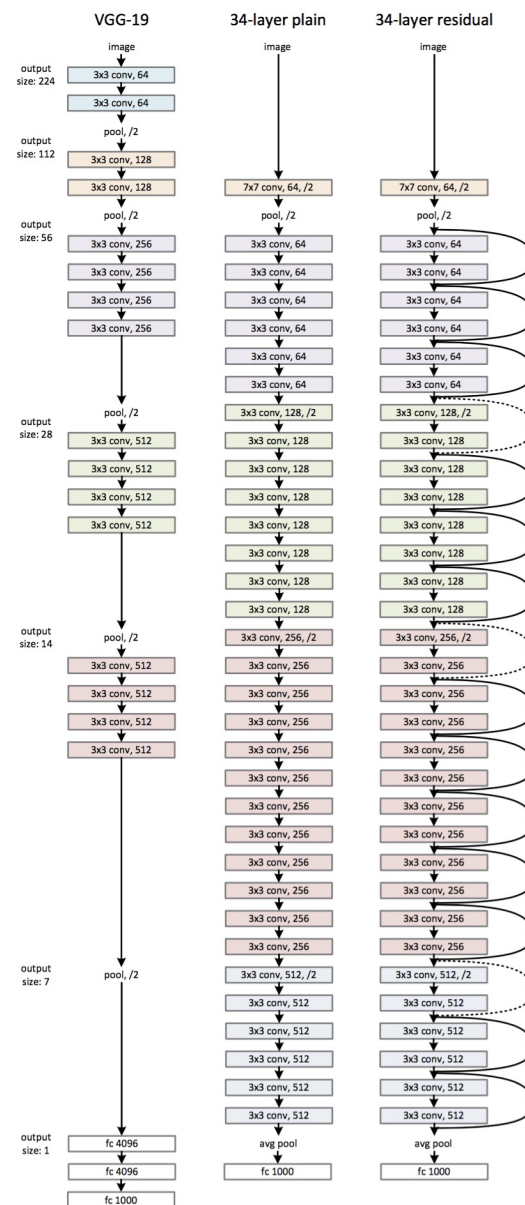 output
size: 224
output
size: 112
output
size: 56
output
size: 28
output
size: 14
output
size: 7
output
size: 1
VGG-19
image
3x3 conv, 64
3x3 conv, 64
pool, /2
3x3 conv, 128
3x3 conv, 128
pool, /2
3x3 conv, 256
3x3 conv, 256
3x3 conv, 256
3x3 conv, 256
pool, /2
3x3 conv, 512
3x3 conv, 512
3x3 conv, 512
3x3 conv, 512
pool, /2
3x3 conv, 512
3x3 conv, 512
3x3 conv, 512
3x3 conv, 512
pool, /2
fc 4096
fc 4096
fc 1000
34-layer plain
image
7x7 conv, 64, /2
pool, /2
3x3 conv, 64
3x3 conv, 64
3x3 conv, 64
3x3 conv, 64
3x3 conv, 64
3x3 conv, 64
3x3 conv, 128, /2
3x3 conv, 128
3x3 conv, 128
3x3 conv, 128
3x3 conv, 128
3x3 conv, 128
3x3 conv, 128
3x3 conv, 128
3x3 conv, 256, /2
3x3 conv, 256
3x3 conv, 256
3x3 conv, 256
3x3 conv, 256
3x3 conv, 256
3x3 conv, 256
3x3 conv, 256
3x3 conv, 256
3x3 conv, 256
3x3 conv, 256
3x3 conv, 256
3x3 conv, 512, /2
3x3 conv, 512
3x3 conv, 512
3x3 conv, 512
3x3 conv, 512
3x3 conv, 512
avg pool
fc 1000
34-layer residual
image
7x7 conv, 64, /2
pool, /2
3x3 conv, 64
3x3 conv, 64
3x3 conv, 64
3x3 conv, 64
3x3 conv, 64
3x3 conv, 64
3x3 conv, 128, /2
3x3 conv, 128
3x3 conv, 128
3x3 conv, 128
3x3 conv, 128
3x3 conv, 128
3x3 conv, 128
3x3 conv, 128
3x3 conv, 256, /2
3x3 conv, 256
3x3 conv, 256
3x3 conv, 256
3x3 conv, 256
3x3 conv, 256
3x3 conv, 256
3x3 conv, 256
3x3 conv, 256
3x3 conv, 256
3x3 conv, 256
3x3 conv, 256
3x3 conv, 512, /2
3x3 conv, 512
3x3 conv, 512
3x3 conv, 512
3x3 conv, 512
3x3 conv, 512
avg pool
fc 1000